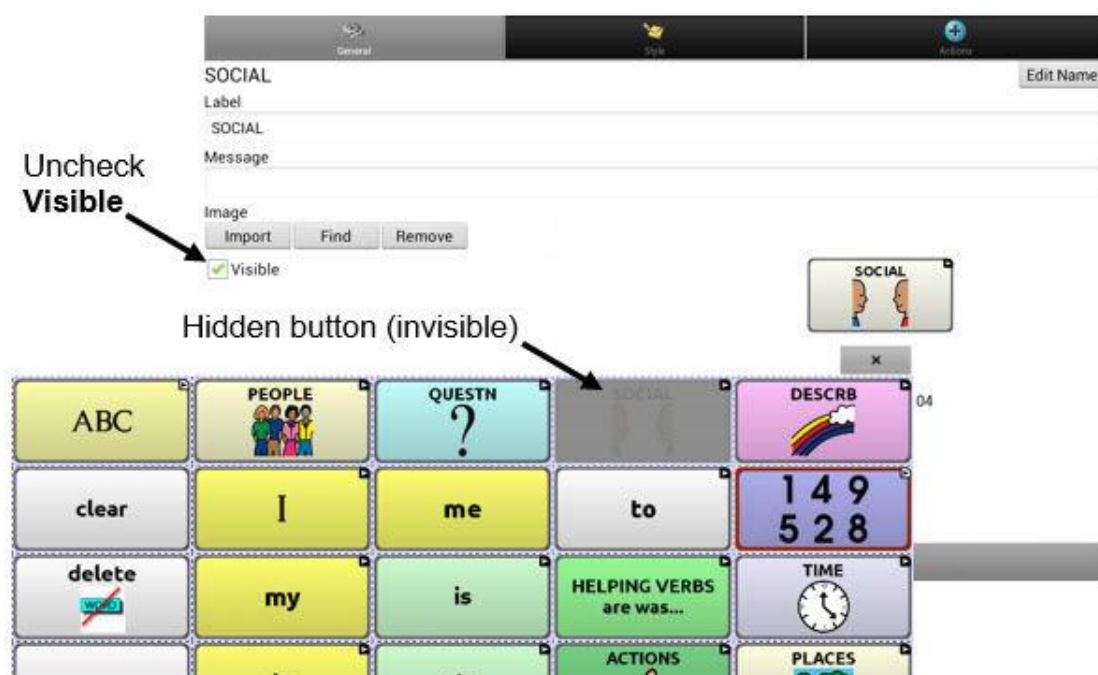 General Style Actions
SOCIAL Edit Name
Label
SOCIAL
Message
Uncheck
Visible
Image
Import Find Remove
Visible
SOCIAL
Hidden button (invisible)
×
ABC PEOPLE QUESTN ? SOCIAL DESCRB
04
clear I me to 1 4 9
5 2 8
delete
WORD
my is HELPING VERBS
are was...
TIME
ACTIONS PLACES